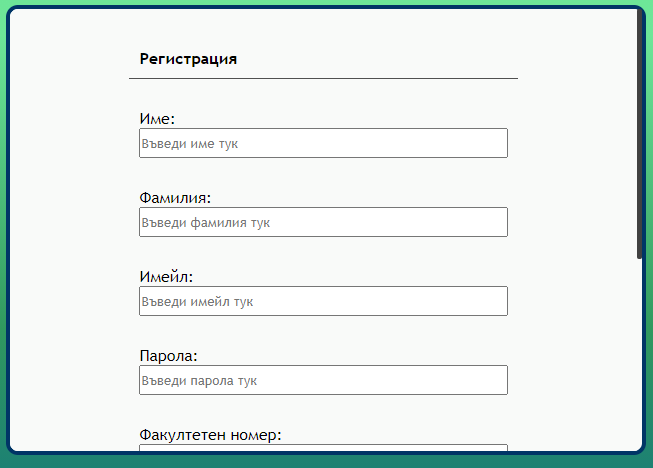 Регистрация
Име:
Въведи име тук
Фамилия:
Въведи фамилия тук
Имейл:
Въведи имейл тук
Парола:
Въведи парола тук
Факултетен номер: